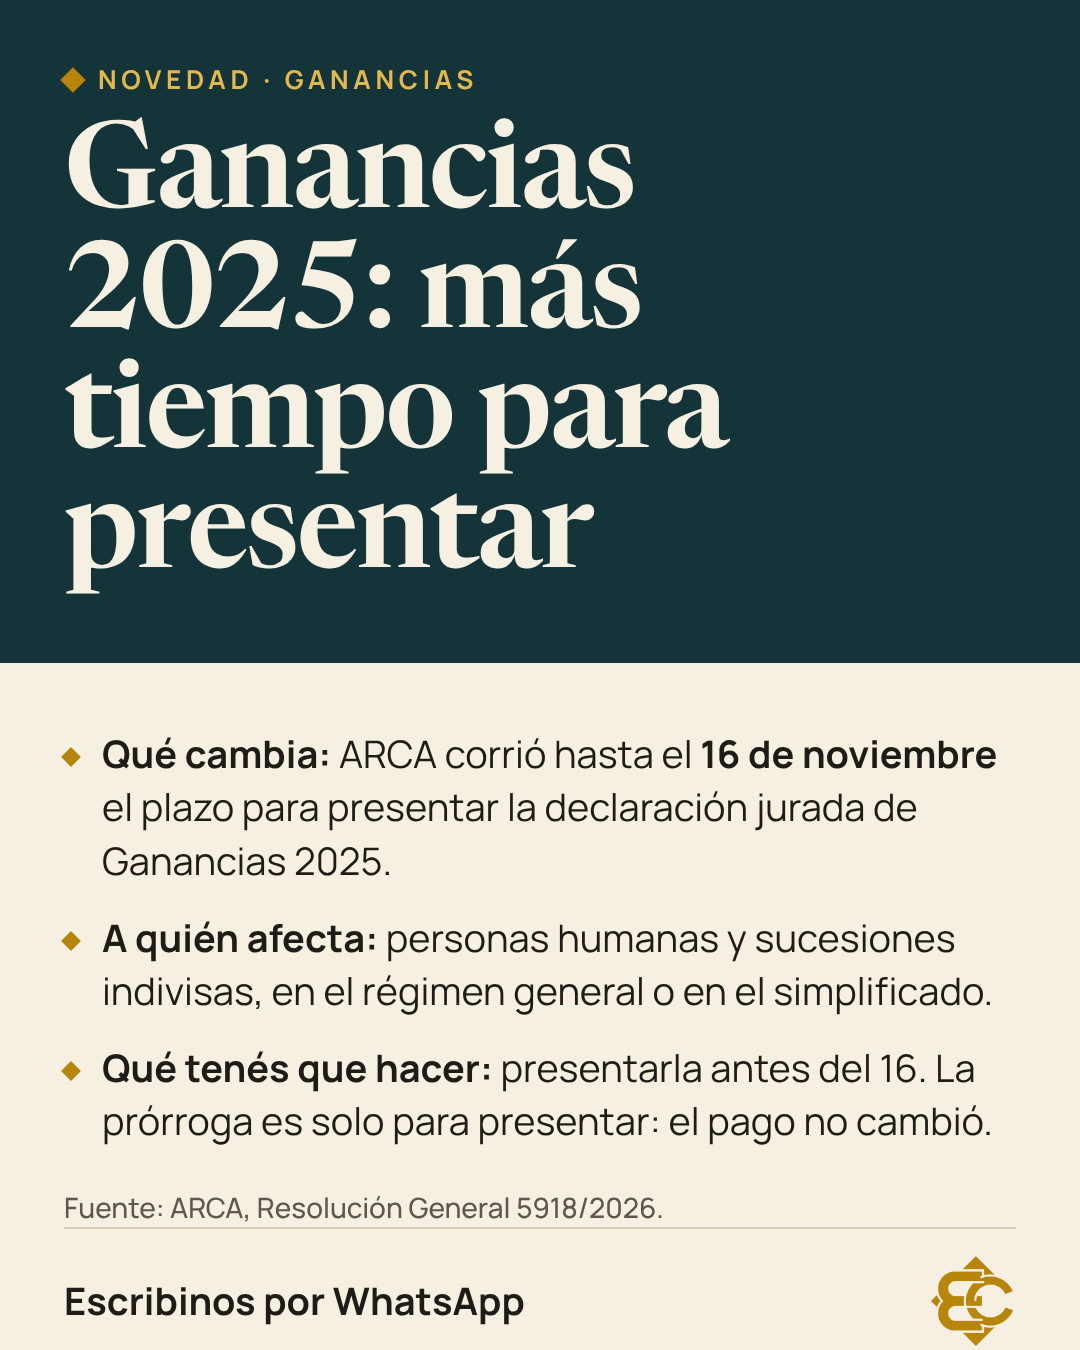 NOVEDAD · GANANCIAS
Ganancias
2025: más
tiempo para
presentar
Qué cambia: ARCA corrió hasta el 16 de noviembre
el plazo para presentar la declaración jurada de
Ganancias 2025.
A quién afecta: personas humanas y sucesiones
indivisas, en el régimen general o en el simplificado.
Qué tenés que hacer: presentarla antes del 16. La
prórroga es solo para presentar: el pago no cambió.
Fuente: ARCA, Resolución General 5918/2026.
Escribinos por WhatsApp
EC